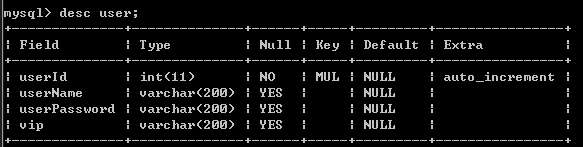 mysql> desc user;
+--------------+--------------+------+-----+---------+----------------+
| Field        | Type         | Null | Key | Default | Extra          |
+--------------+--------------+------+-----+---------+----------------+
| userId       | int(11)      | NO   | MUL | NULL    | auto_increment |
| userName     | varchar(200) | YES  |     | NULL    |                |
| userPassword | varchar(200) | YES  |     | NULL    |                |
| vip          | varchar(200) | YES  |     | NULL    |                |
+--------------+--------------+------+-----+---------+----------------+